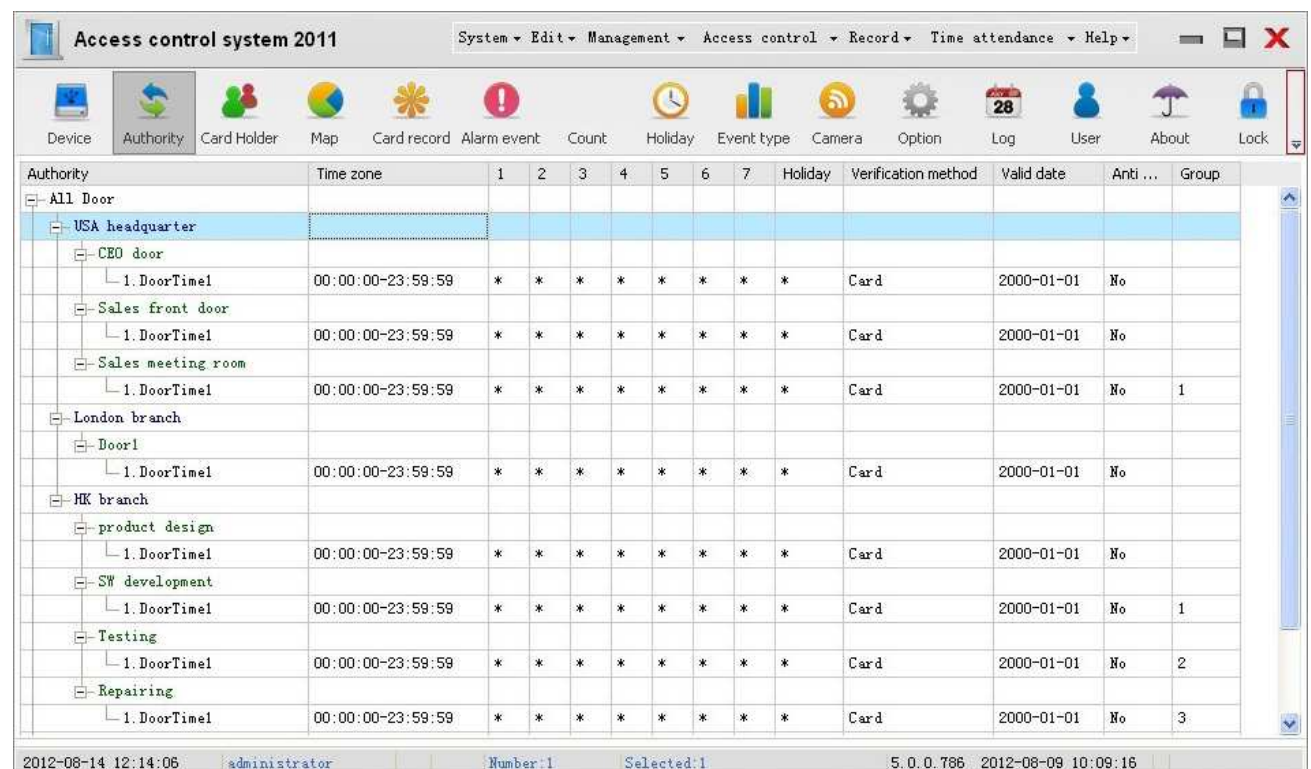 Access control system 2011 System Edit Management Access control Record Time attendance Help
Device Authority Card Holder Map Card record Alarm event Count Holiday Event type Camera Option Log User About Lock
JULY 28
Authority Time zone 1 2 3 4 5 6 7 Holiday Verification method Valid date Anti ... Group
All Door
USA headquarter
CEO door
1.DoorTime1 00:00:00-23:59:59 * * * * * * * * Card 2000-01-01 No
Sales front door
1.DoorTime1 00:00:00-23:59:59 * * * * * * * * Card 2000-01-01 No
Sales meeting room
1.DoorTime1 00:00:00-23:59:59 * * * * * * * * Card 2000-01-01 No 1
London branch
Door1
1.DoorTime1 00:00:00-23:59:59 * * * * * * * * Card 2000-01-01 No
HK branch
product design
1.DoorTime1 00:00:00-23:59:59 * * * * * * * * Card 2000-01-01 No
SW development
1.DoorTime1 00:00:00-23:59:59 * * * * * * * * Card 2000-01-01 No 1
Testing
1.DoorTime1 00:00:00-23:59:59 * * * * * * * * Card 2000-01-01 No 2
Repairing
1.DoorTime1 00:00:00-23:59:59 * * * * * * * * Card 2000-01-01 No 3
2012-08-14 12:14:06 administrator Number:1 Selected:1 5.0.0.786 2012-08-09 10:09:16